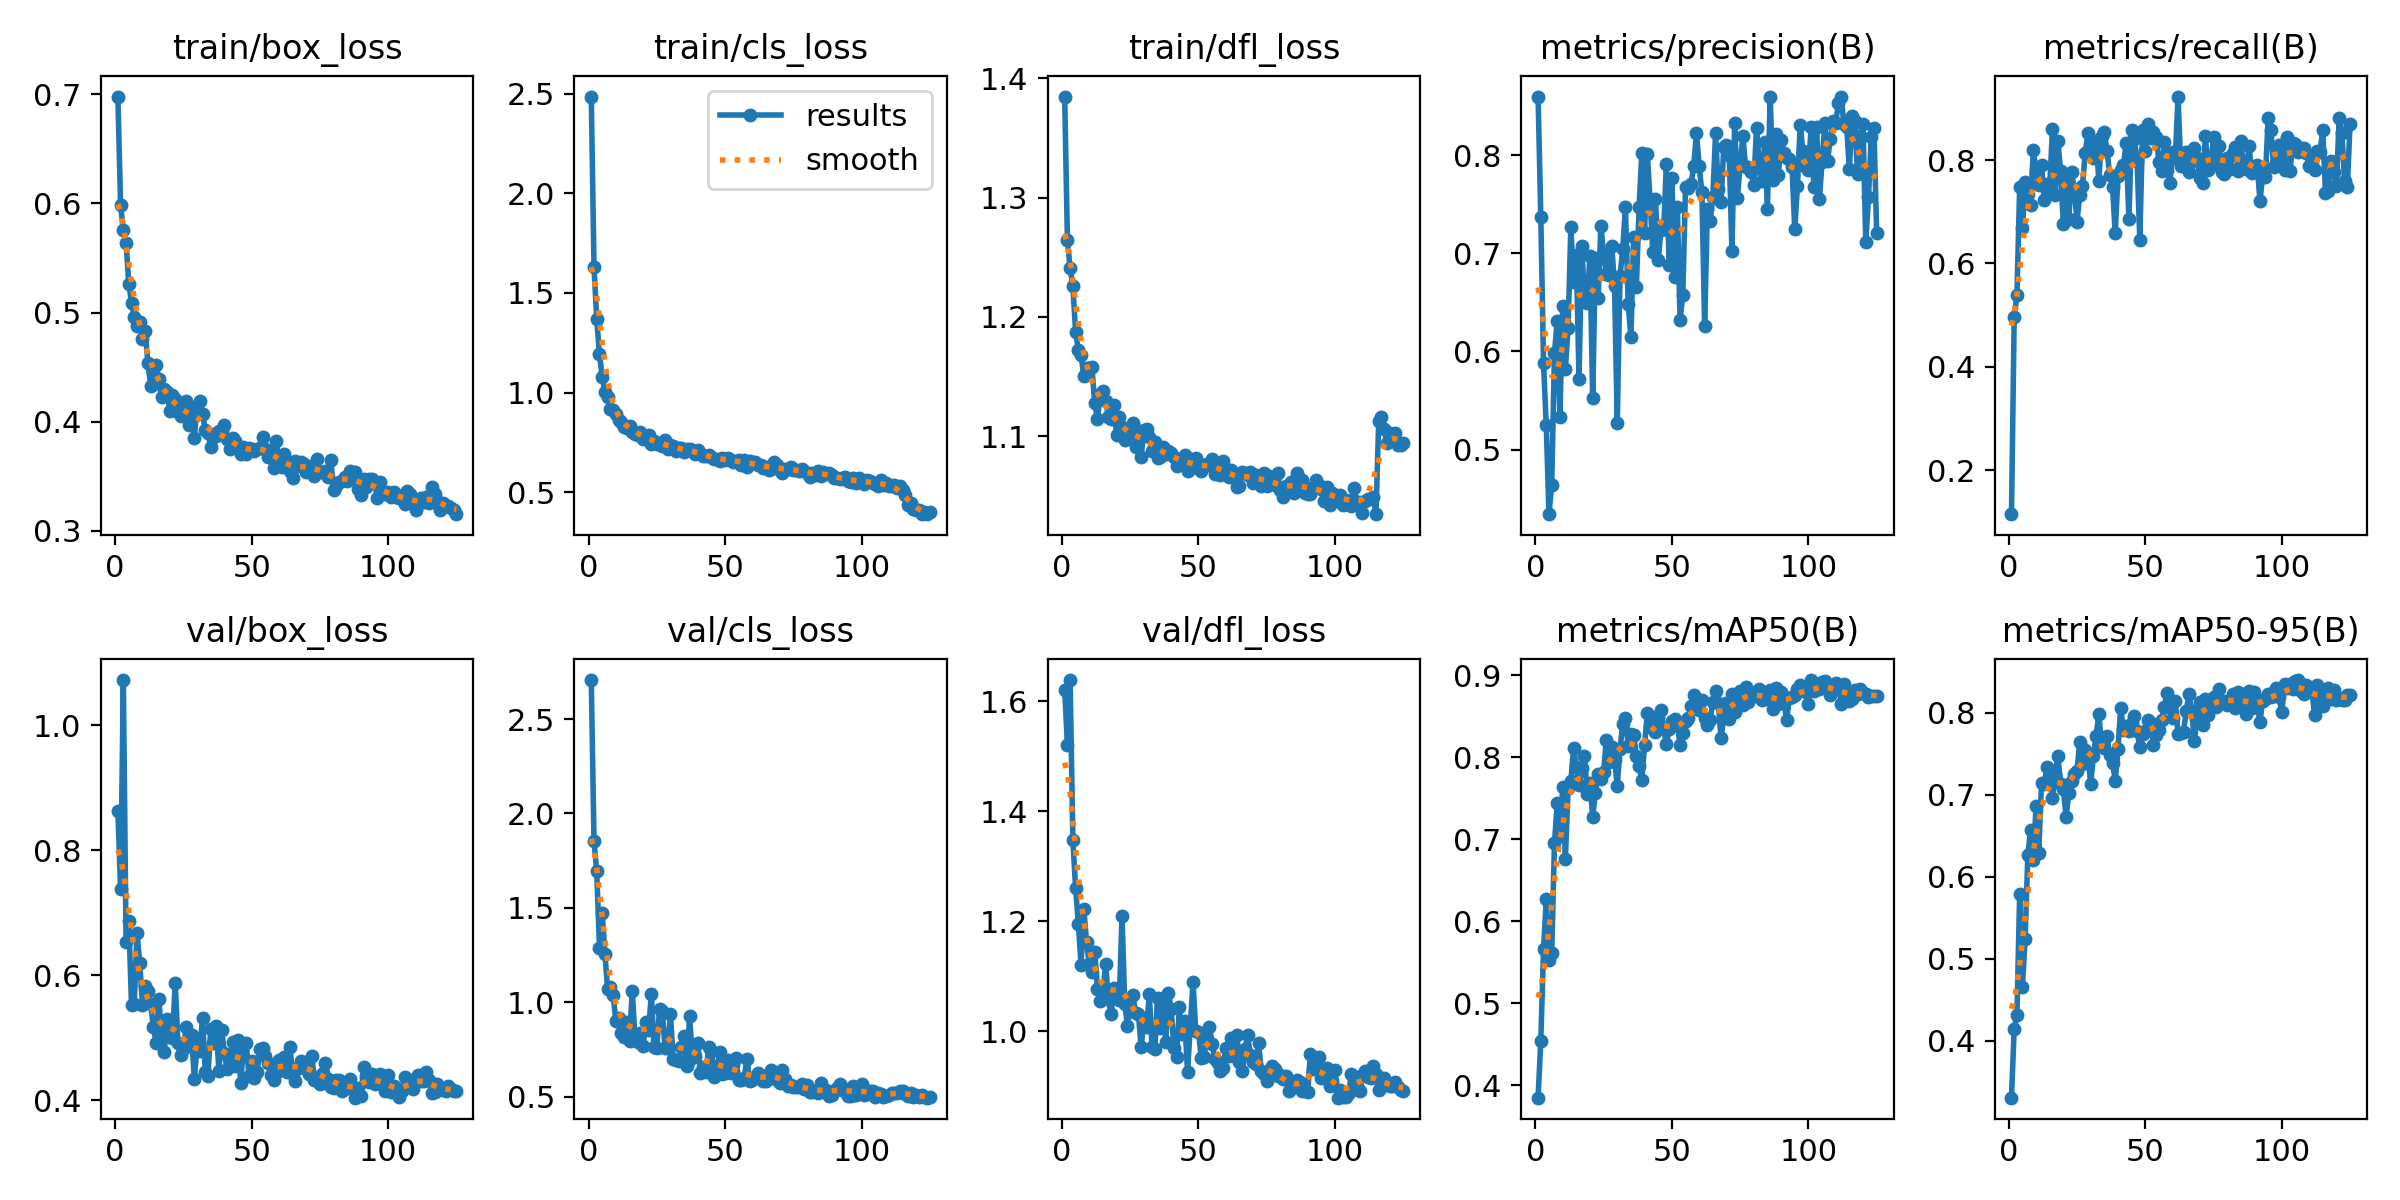 train/box_loss
0.7
0.6
0.5
0.4
0.3
0 50 100
train/cls_loss
results
smooth
2.5
2.0
1.5
1.0
0.5
0 50 100
train/dfl_loss
1.4
1.3
1.2
1.1
0 50 100
metrics/precision(B)
0.8
0.7
0.6
0.5
0 50 100
metrics/recall(B)
0.8
0.6
0.4
0.2
0 50 100
val/box_loss
1.0
0.8
0.6
0.4
0 50 100
val/cls_loss
2.5
2.0
1.5
1.0
0.5
0 50 100
val/dfl_loss
1.6
1.4
1.2
1.0
0 50 100
metrics/mAP50(B)
0.9
0.8
0.7
0.6
0.5
0.4
0 50 100
metrics/mAP50-95(B)
0.8
0.7
0.6
0.5
0.4
0 50 100